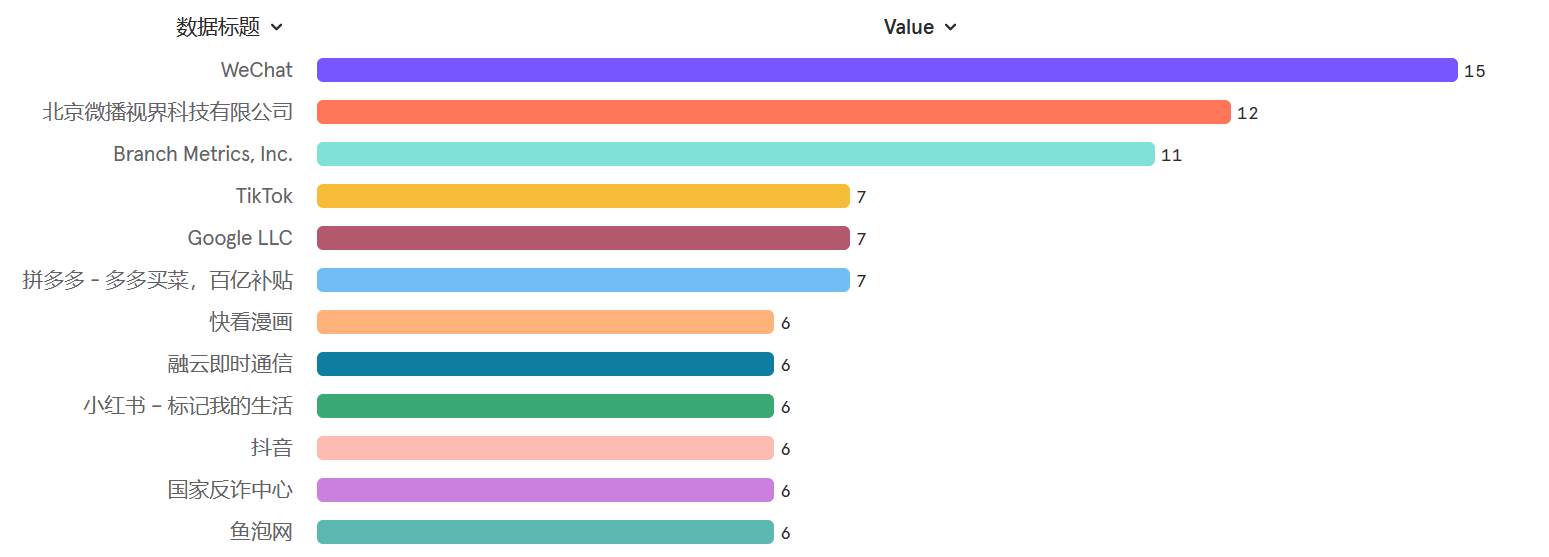 数据标题 Value
WeChat 15
北京微播视界科技有限公司 12
Branch Metrics, Inc. 11
TikTok 7
Google LLC 7
拼多多 - 多多买菜，百亿补贴 7
快看漫画 6
融云即时通信 6
小红书 – 标记我的生活 6
抖音 6
国家反诈中心 6
鱼泡网 6